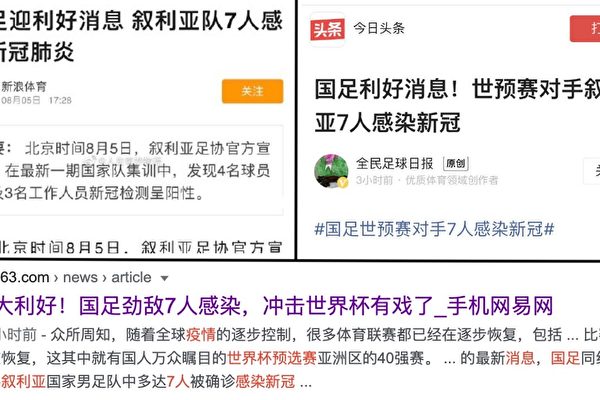 足迎利好消息 叙利亚队7人感
新冠肺炎
新浪体育
08月05日 17:28
关注
要： 北京时间8月5日，叙利亚足协官方宣
在最新一期国家队集训中，发现4名球员
及3名工作人员新冠检测呈阳性。
北京时间8月5日，叙利亚足协官方宣
头条
今日头条
打
国足利好消息！世预赛对手叙
亚7人感染新冠
全民足球日报 原创
3小时前 · 优质体育领域创作者
关
#国足世预赛对手7人感染新冠#
63.com › news › article
大利好！国足劲敌7人感染，冲击世界杯有戏了_手机网易网
小时前 - 众所周知，随着全球疫情的逐步控制，很多体育联赛都已经在逐步恢复，包括 ... 比
恢复，这其中就有国人万众瞩目的世界杯预选赛亚洲区的40强赛。 ... 的最新消息，国足同
叙利亚国家男足队中多达7人被确诊感染新冠 ...